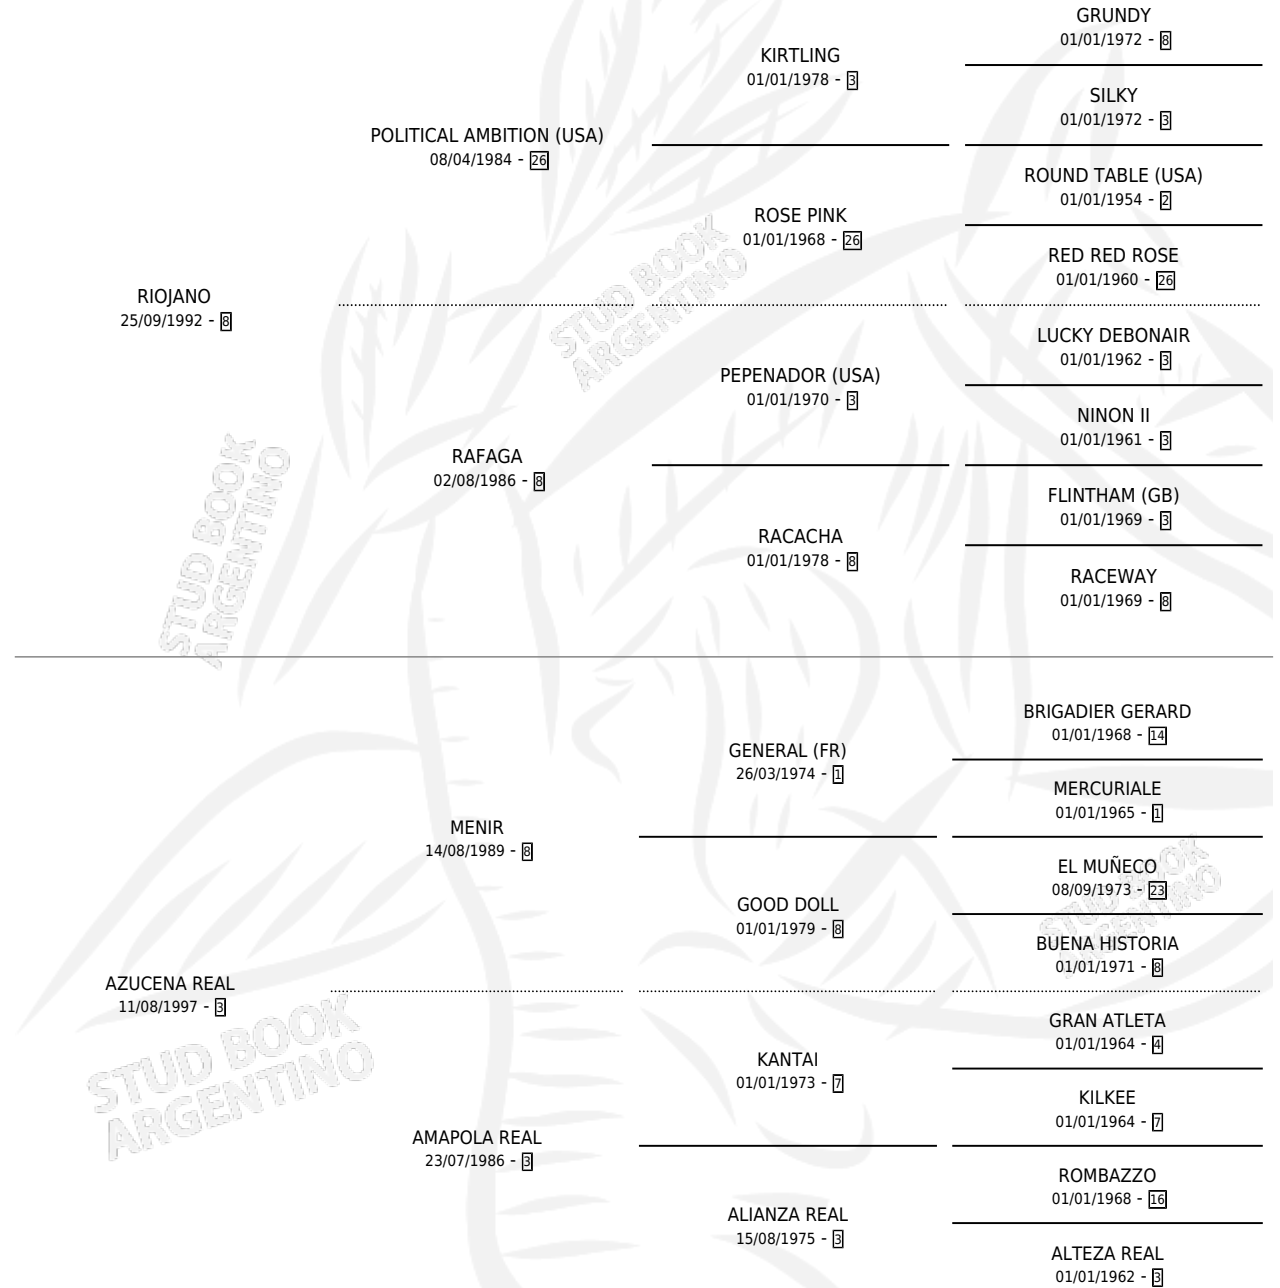 GRUNDY
01/01/1972 - 8
KIRTLING
01/01/1978 - 3
SILKY
01/01/1972 - 3
POLITICAL AMBITION (USA)
08/04/1984 - 26
ROUND TABLE (USA)
01/01/1954 - 2
ROSE PINK
01/01/1968 - 26
RED RED ROSE
01/01/1960 - 26
RIOJANO
25/09/1992 - 8
STUD BOOK
ARGENTINO
LUCKY DEBONAIR
01/01/1962 - 3
PEPENADOR (USA)
01/01/1970 - 3
NINON II
01/01/1961 - 3
RAFAGA
02/08/1986 - 8
FLINTHAM (GB)
01/01/1969 - 3
RACACHA
01/01/1978 - 8
RACEWAY
01/01/1969 - 8
STUD BOOK
ARGENTINO
BRIGADIER GERARD
01/01/1968 - 14
GENERAL (FR)
26/03/1974 - 1
MERCURIALE
01/01/1965 - 1
MENIR
14/08/1989 - 8
EL MUÑECO
08/09/1973 - 23
GOOD DOLL
01/01/1979 - 8
STUD BOOK
ARGENTINO
BUENA HISTORIA
01/01/1971 - 8
AZUCENA REAL
11/08/1997 - 3
GRAN ATLETA
01/01/1964 - 4
KANTAI
01/01/1973 - 7
KILKEE
01/01/1964 - 7
STUD BOOK
ARGENTINO
AMAPOLA REAL
23/07/1986 - 3
ROMBAZZO
01/01/1968 - 16
ALIANZA REAL
15/08/1975 - 3
ALTEZA REAL
01/01/1962 - 3